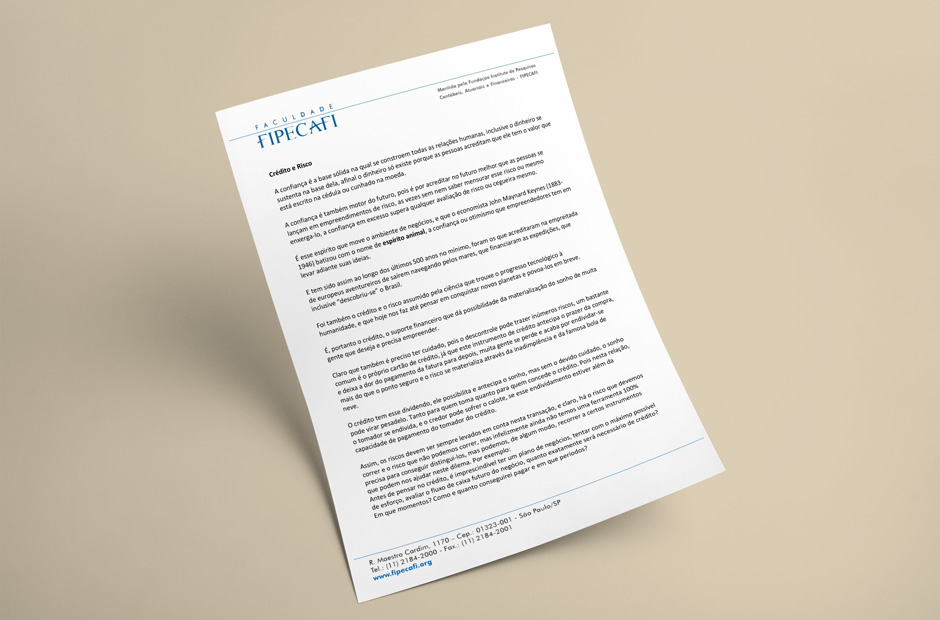 FACULDADE
FIPECAFI
Mantida pela Fundação Instituto de Pesquisas
Contábeis, Atuariais e Financeiras - FIPECAFI
Crédito e Risco
A confiança é a base sólida na qual se constroem todas as relações humanas, inclusive o dinheiro se
sustenta na base dela, afinal o dinheiro só existe porque as pessoas acreditam que ele tem o valor que
está escrito na cédula ou cunhado na moeda.
A confiança é também motor do futuro, pois é por acreditar no futuro melhor que as pessoas se
lançam em empreendimentos de risco, as vezes sem nem saber mensurar esse risco ou mesmo
enxerga-lo, a confiança em excesso supera qualquer avaliação de risco ou cegueira mesmo.
É esse espirito que move o ambiente de negócios, e que o economista John Maynard Keynes (1883-
1946) batizou com o nome de espírito animal, a confiança ou otimismo que empreendedores tem em
levar adiante suas ideias.
E tem sido assim ao longo dos últimos 500 anos no mínimo, foram os que acreditaram na empreitada
de europeus aventureiros de saírem navegando pelos mares, que financiaram as expedições, que
inclusive "descobriu-se" o Brasil.
Foi também o crédito e o risco assumido pela ciência que trouxe o progresso tecnológico à
humanidade, e que hoje nos faz até pensar em conquistar novos planetas e povoa-los em breve.
É, portanto o crédito, o suporte financeiro que dá possibilidade da materialização do sonho de muita
gente que deseja e precisa empreender.
Claro que também é preciso ter cuidado, pois o descontrole pode trazer inúmeros riscos, um bastante
comum é o próprio cartão de crédito, já que este instrumento de crédito antecipa o prazer da compra,
e deixa a dor do pagamento da fatura para depois, muita gente se perde e acaba por endividar-se
mais do que o ponto seguro e o risco se materializa através da inadimplência e da famosa bola de
neve.
O crédito tem esse dividendo, ele possibilita e antecipa o sonho, mas sem o devido cuidado, o sonho
pode virar pesadelo. Tanto para quem toma quanto para quem concede o crédito. Pois nesta relação,
o tomador se endivida, e o credor pode sofrer o calote, se esse endividamento estiver além da
capacidade de pagamento do tomador do crédito.
Assim, os riscos devem ser sempre levados em conta nesta transação, e claro, há o risco que devemos
correr e o risco que não podemos correr, mas infelizmente ainda não temos uma ferramenta 100%
precisa para conseguir distingui-los, mas podemos, de algum modo, recorrer a certos instrumentos
que podem nos ajudar neste dilema. Por exemplo:
Antes de pensar no crédito, é imprescindível ter um plano de negócios, tentar com o máximo possível
de esforço, avaliar o fluxo de caixa futuro do negócio, quanto exatamente será necessário de crédito?
Em que momentos? Como e quanto conseguirei pagar e em que períodos?
R. Maestro Cardim, 1170 - Cep.: 01323-001 - São Paulo/SP
Tel.: (11) 2184-2000 - Fax.: (11) 2184-2001
www.fipecafi.org